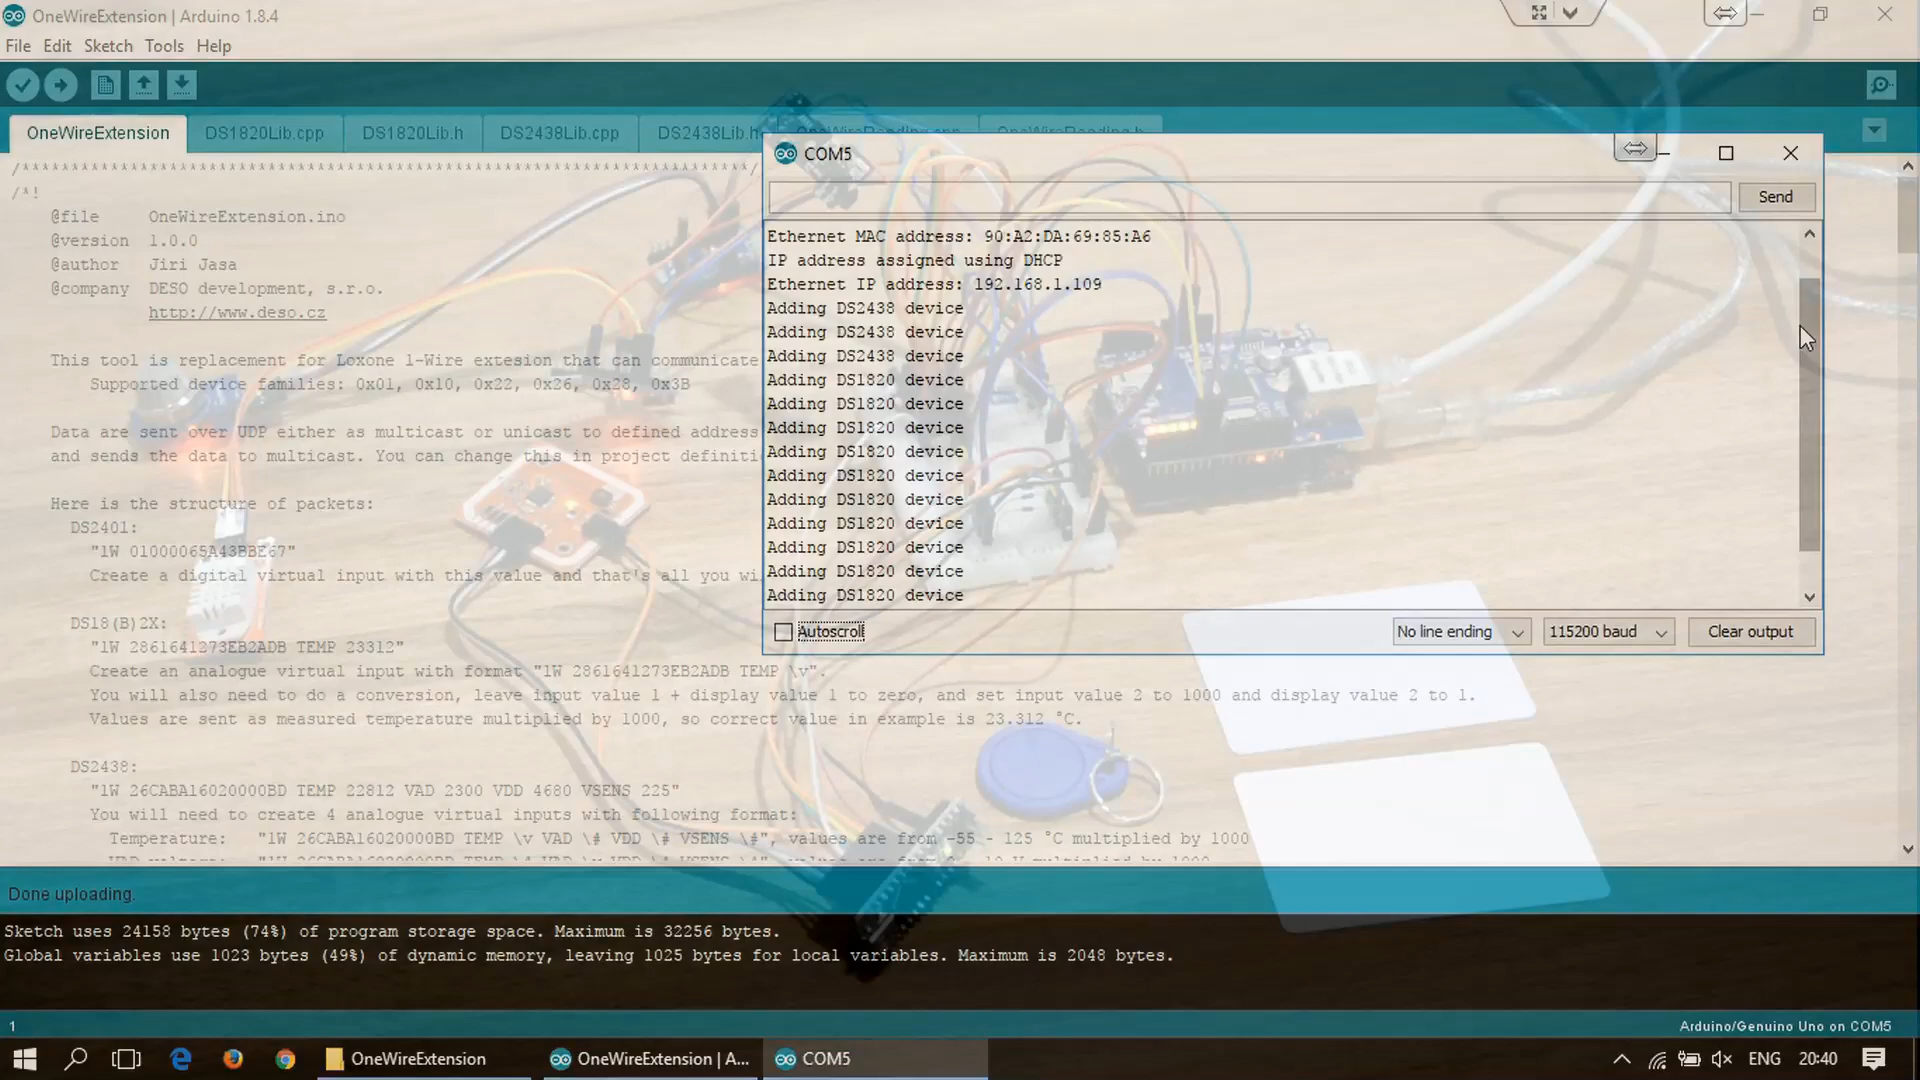 OneWireExtension | Arduino 1.8.4
File Edit Sketch Tools Help
OneWireExtension DS1820Lib.cpp DS1820Lib.h DS2438Lib.cpp DS2438Lib.h OneWireReading.cpp OneWireReading.h
/*!
@file OneWireExtension.ino
@version 1.0.0
@author Jiri Jasa
@company DESO development, s.r.o.
http://www.deso.cz
This tool is replacement for Loxone 1-Wire extesion that can communicate
Supported device families: 0x01, 0x10, 0x22, 0x26, 0x28, 0x3B
Data are sent over UDP either as multicast or unicast to defined address
and sends the data to multicast. You can change this in project definiti
Here is the structure of packets:
DS2401:
"1W 01000065A43BBE67"
Create a digital virtual input with this value and that's all you wi
DS18(B)2X:
"1W 2861641273EB2ADB TEMP 23312"
Create an analogue virtual input with format "1W 2861641273EB2ADB TEMP \v".
You will also need to do a conversion, leave input value 1 + display value 1 to zero, and set input value 2 to 1000 and display value 2 to 1.
Values are sent as measured temperature multiplied by 1000, so correct value in example is 23.312 °C.
DS2438:
"1W 26CABA16020000BD TEMP 22812 VAD 2300 VDD 4680 VSENS 225"
You will need to create 4 analogue virtual inputs with following format:
Temperature: "1W 26CABA16020000BD TEMP \v VAD \# VDD \# VSENS \#", values are from -55 - 125 °C multiplied by 1000
COM5
Send
Ethernet MAC address: 90:A2:DA:69:85:A6
IP address assigned using DHCP
Ethernet IP address: 192.168.1.109
Adding DS2438 device
Adding DS2438 device
Adding DS2438 device
Adding DS1820 device
Adding DS1820 device
Adding DS1820 device
Adding DS1820 device
Adding DS1820 device
Adding DS1820 device
Adding DS1820 device
Adding DS1820 device
Adding DS1820 device
Adding DS1820 device
Autoscroll No line ending 115200 baud Clear output
Done uploading.
Sketch uses 24158 bytes (74%) of program storage space. Maximum is 32256 bytes.
Global variables use 1023 bytes (49%) of dynamic memory, leaving 1025 bytes for local variables. Maximum is 2048 bytes.
1 Arduino/Genuino Uno on COM5
OneWireExtension OneWireExtension | A... COM5 ENG 20:40